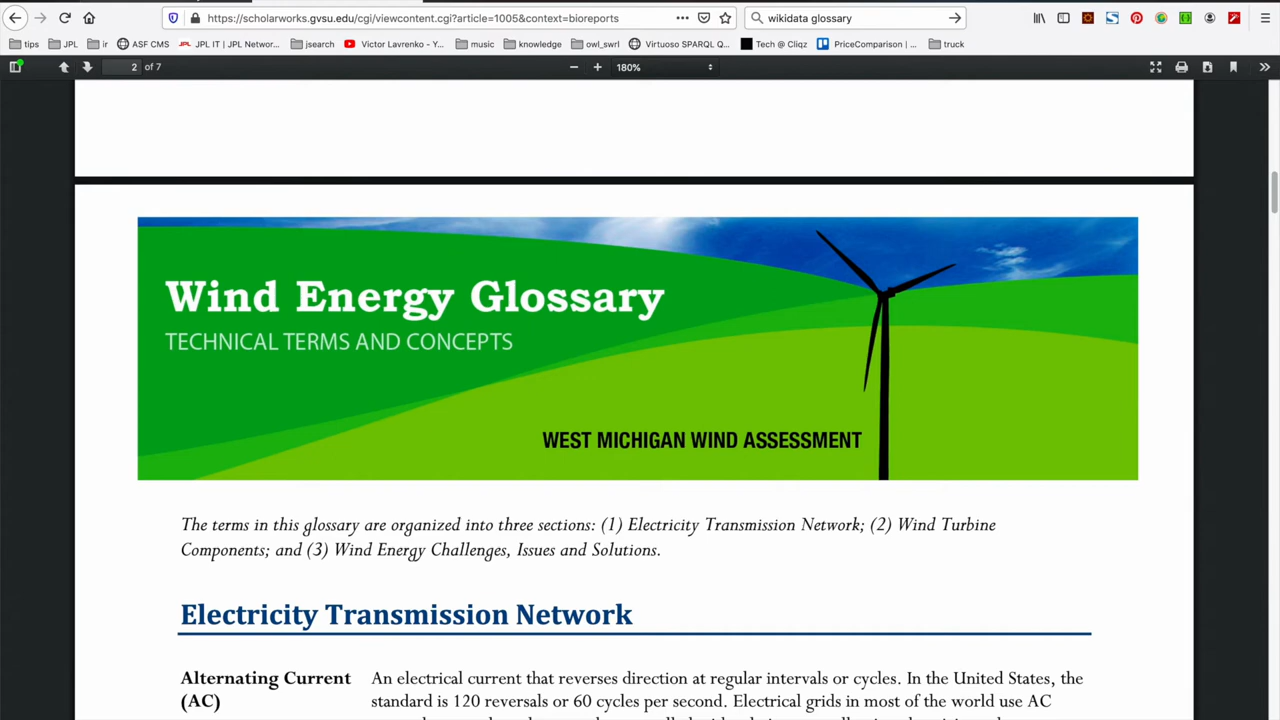 https://scholarworks.gvsu.edu/cgi/viewcontent.cgi?article=1005&context=bioreports
wikidata glossary
tips JPL ir ASF CMS JPL IT | JPL Networ... jsearch Victor Lavrenko - Y... music knowledge owl_swrl Virtuoso SPARQL Q... Tech @ Cliqz PriceComparison | ... truck
2 of 7 180%
Wind Energy Glossary
TECHNICAL TERMS AND CONCEPTS
WEST MICHIGAN WIND ASSESSMENT
The terms in this glossary are organized into three sections: (1) Electricity Transmission Network; (2) Wind Turbine
Components; and (3) Wind Energy Challenges, Issues and Solutions.
Electricity Transmission Network
Alternating Current An electrical current that reverses direction at regular intervals or cycles. In the United States, the
(AC) standard is 120 reversals or 60 cycles per second. Electrical grids in most of the world use AC